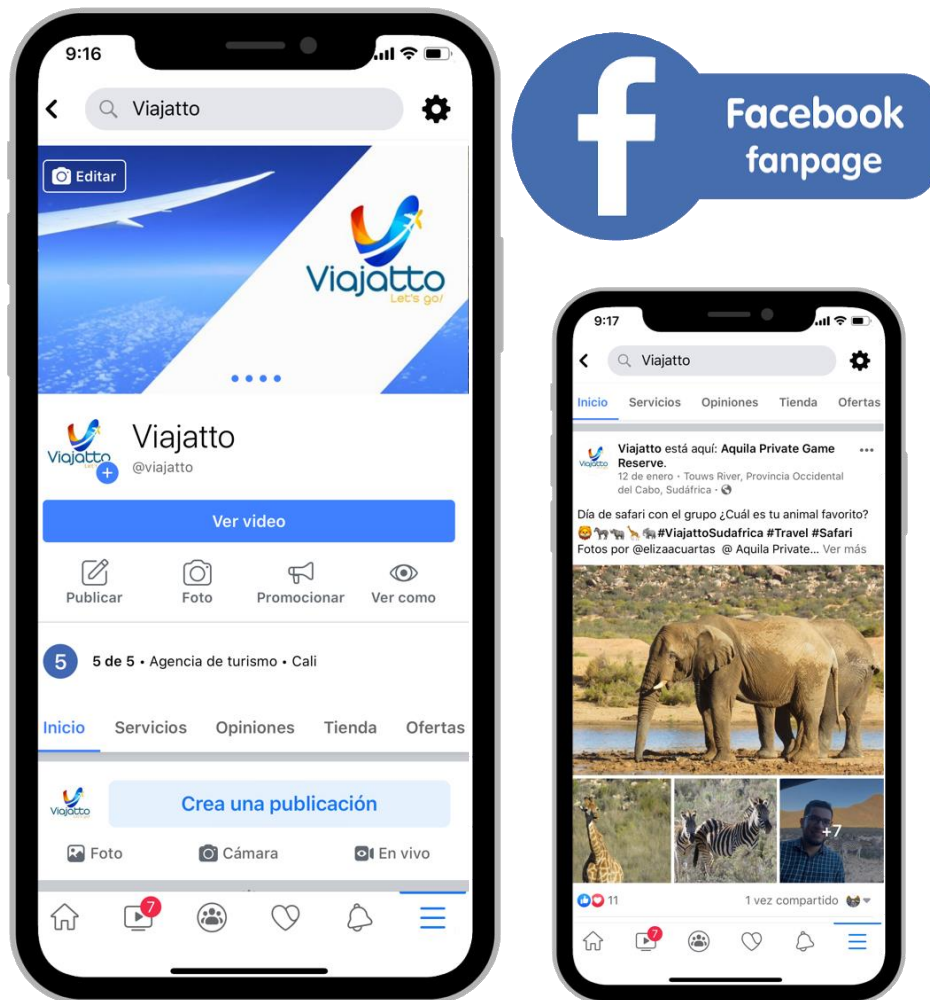 9:16
Viajatto
Editar
Viajatto
Let's go!
Viajatto
Viajatto
@viajatto
Ver video
Publicar
Foto
Promocionar
Ver como
5
5 de 5 • Agencia de turismo • Cali
Inicio
Servicios
Opiniones
Tienda
Ofertas
Viajatto
Crea una publicación
Foto
Cámara
En vivo
7
f
Facebook
fanpage
9:17
Viajatto
Inicio
Servicios
Opiniones
Tienda
Ofertas
Viajatto
Viajatto está aquí: Aquila Private Game
Reserve.
12 de enero · Touws River, Provincia Occidental
del Cabo, Sudáfrica ·
Día de safari con el grupo ¿Cuál es tu animal favorito?
🦁🦓🐃🦒🐘#ViajattoSudafrica #Travel #Safari
Fotos por @elizaacuartas @ Aquila Private... Ver más
+7
11
1 vez compartido
7